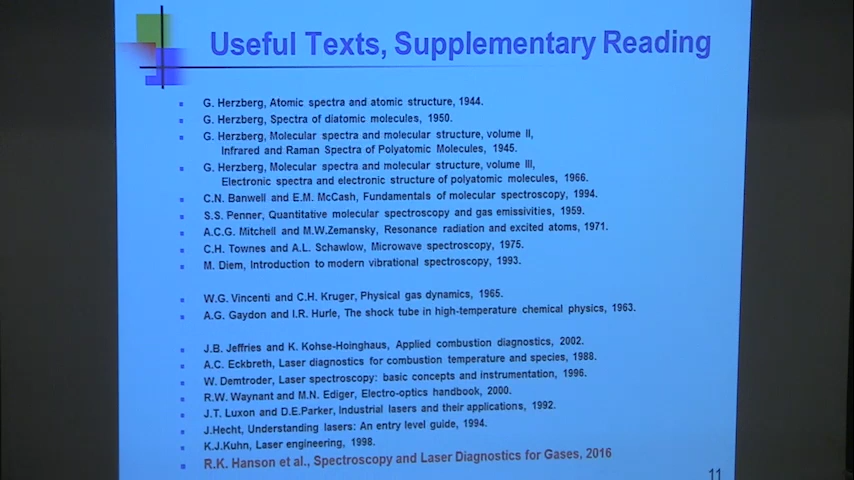 Useful Texts, Supplementary Reading
G. Herzberg, Atomic spectra and atomic structure, 1944.
G. Herzberg, Spectra of diatomic molecules, 1950.
G. Herzberg, Molecular spectra and molecular structure, volume II,
Infrared and Raman Spectra of Polyatomic Molecules, 1945.
G. Herzberg, Molecular spectra and molecular structure, volume III,
Electronic spectra and electronic structure of polyatomic molecules, 1966.
C.N. Banwell and E.M. McCash, Fundamentals of molecular spectroscopy, 1994.
S.S. Penner, Quantitative molecular spectroscopy and gas emissivities, 1959.
A.C.G. Mitchell and M.W.Zemansky, Resonance radiation and excited atoms, 1971.
C.H. Townes and A.L. Schawlow, Microwave spectroscopy, 1975.
M. Diem, Introduction to modern vibrational spectroscopy, 1993.
W.G. Vincenti and C.H. Kruger, Physical gas dynamics, 1965.
A.G. Gaydon and I.R. Hurle, The shock tube in high-temperature chemical physics, 1963.
J.B. Jeffries and K. Kohse-Hoinghaus, Applied combustion diagnostics, 2002.
A.C. Eckbreth, Laser diagnostics for combustion temperature and species, 1988.
W. Demtroder, Laser spectroscopy: basic concepts and instrumentation, 1996.
R.W. Waynant and M.N. Ediger, Electro-optics handbook, 2000.
J.T. Luxon and D.E.Parker, Industrial lasers and their applications, 1992.
J.Hecht, Understanding lasers: An entry level guide, 1994.
K.J.Kuhn, Laser engineering, 1998.
R.K. Hanson et al., Spectroscopy and Laser Diagnostics for Gases, 2016
11